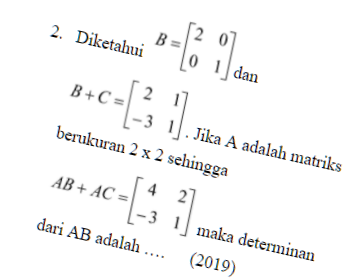 2. Diketahui B = [2 0; 0 1] dan
B + C = [2 1; -3 1]. Jika A adalah matriks
berukuran 2 x 2 sehingga
AB + AC = [4 2; -3 1] maka determinan
dari AB adalah .... (2019)